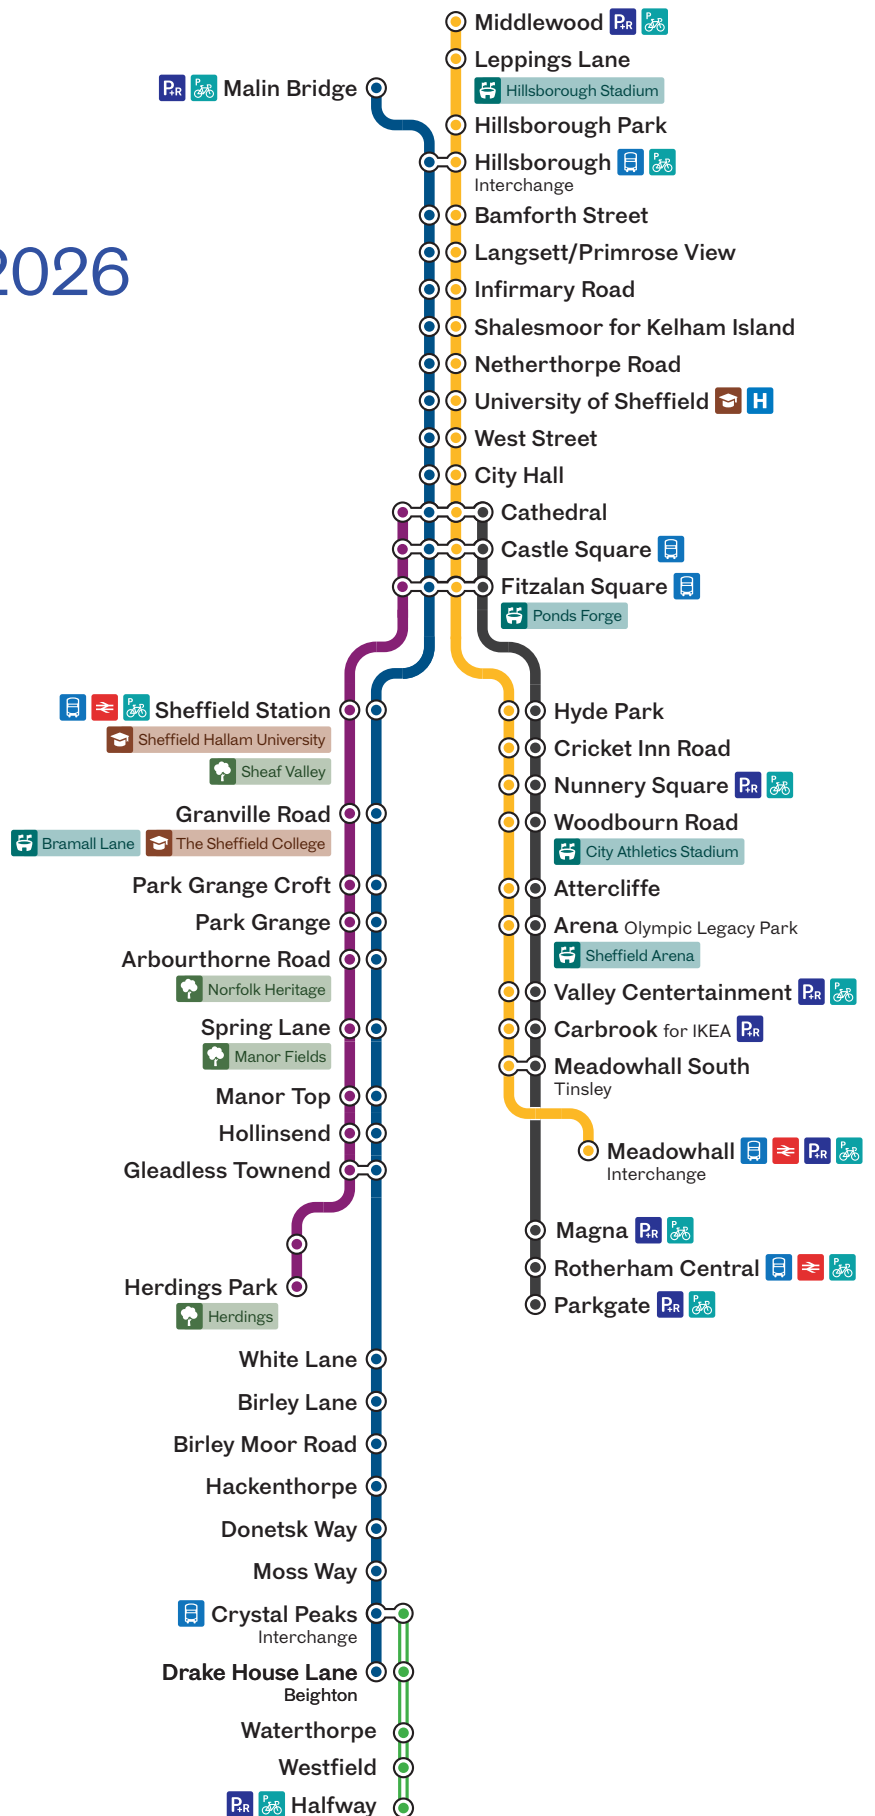 Middlewood P+R P
Leppings Lane
Hillsborough Stadium
P+R P Malin Bridge
Hillsborough Park
Hillsborough P
Interchange
Bamforth Street
2026
Langsett/Primrose View
Infirmary Road
Shalesmoor for Kelham Island
Netherthorpe Road
University of Sheffield H
West Street
City Hall
Cathedral
Castle Square
Fitzalan Square
Ponds Forge
P Sheffield Station
Sheffield Hallam University
Sheaf Valley
Granville Road
Bramall Lane The Sheffield College
Park Grange Croft
Park Grange
Arbourthorne Road
Norfolk Heritage
Spring Lane
Manor Fields
Manor Top
Hollinsend
Gleadless Townend
Herdings Park
Herdings
White Lane
Birley Lane
Birley Moor Road
Hackenthorpe
Donetsk Way
Moss Way
Crystal Peaks
Interchange
Drake House Lane
Beighton
Waterthorpe
Westfield
P+R P Halfway
Hyde Park
Cricket Inn Road
Nunnery Square P+R P
Woodbourn Road
City Athletics Stadium
Attercliffe
Arena Olympic Legacy Park
Sheffield Arena
Valley Centertainment P+R P
Carbrook for IKEA P+R
Meadowhall South
Tinsley
Meadowhall P+R P
Interchange
Magna P+R P
Rotherham Central P
Parkgate P+R P